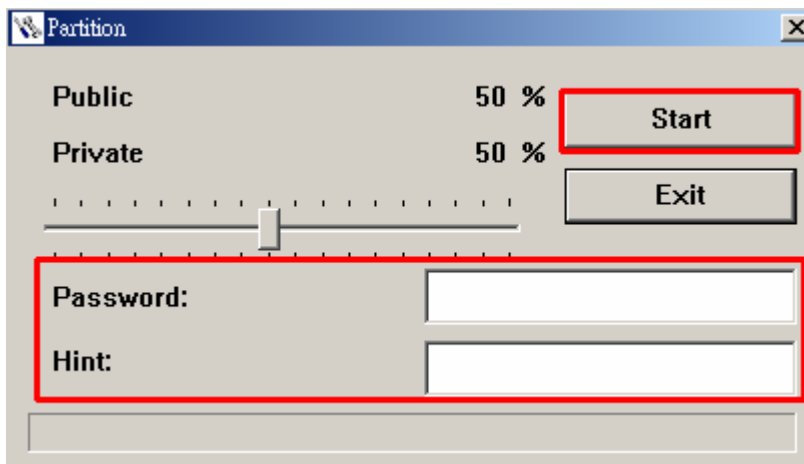 Partition
Public 50 %
Start
Private 50 %
Exit
Password:
Hint: